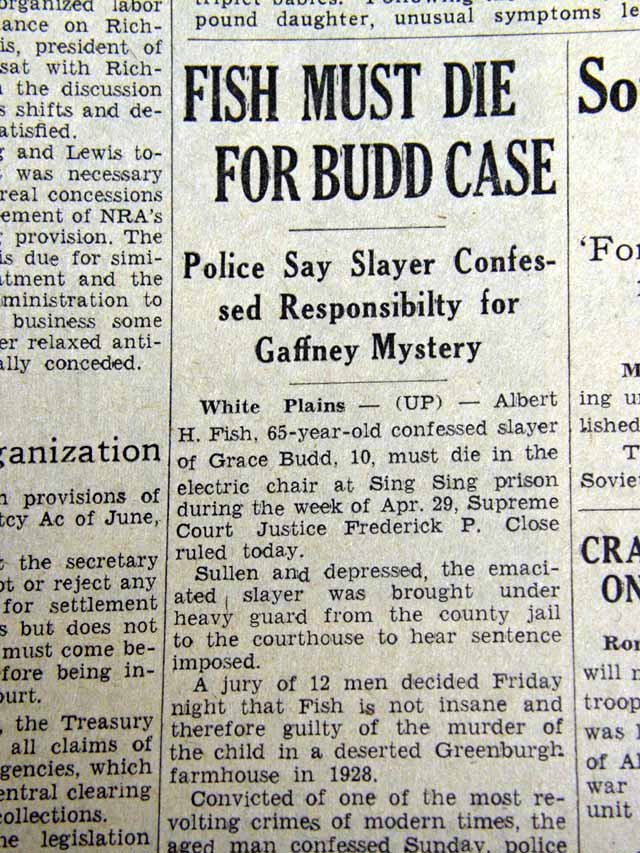 organized labor
ance on Rich-
is, president of
sat with Rich-
the discussion
s shifts and de-
atisfied.
and Lewis to-
was necessary
real concessions
ement of NRA's
provision. The
is due for simi-
atment and the
ministration to
business some
er relaxed anti-
ally conceded.
ganization
provisions of
tcy Ac of June,
the secretary
ot or reject any
for settlement
s but does not
must come be-
fore being in-
ourt.
, the Treasury
all claims of
gencies, which
entral clearing
ollections.
he legislation
pound daughter, unusual symptoms le
FISH MUST DIE
FOR BUDD CASE
Police Say Slayer Confes-
sed Responsibilty for
Gaffney Mystery
White Plains — (UP) — Albert
H. Fish, 65-year-old confessed slayer
of Grace Budd, 10, must die in the
electric chair at Sing Sing prison
during the week of Apr. 29, Supreme
Court Justice Frederick P. Close
ruled today.
Sullen and depressed, the emaci-
ated slayer was brought under
heavy guard from the county jail
to the courthouse to hear sentence
imposed.
A jury of 12 men decided Friday
night that Fish is not insane and
therefore guilty of the murder of
the child in a deserted Greenburgh
farmhouse in 1928.
Convicted of one of the most re-
volting crimes of modern times, the
aged man confessed Sunday, police
So
'For
M
ing u
lished
T
Soviet
CRA
ON
Ror
will n
troop
was
of Al
war
unit